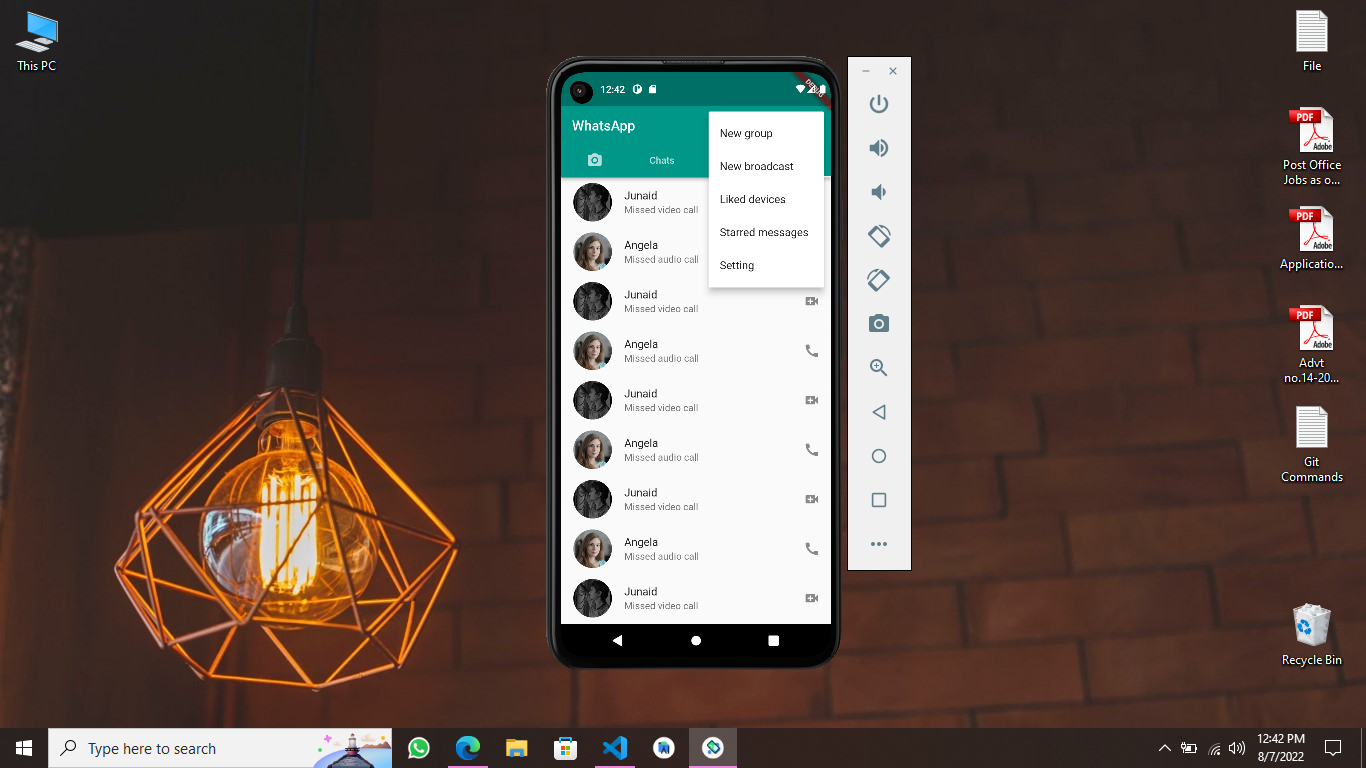 This PC
12:42
DEBUG
WhatsApp
Chats
New group
New broadcast
Liked devices
Starred messages
Setting
Junaid
Missed video call
Angela
Missed audio call
Junaid
Missed video call
Angela
Missed audio call
Junaid
Missed video call
Angela
Missed audio call
Junaid
Missed video call
Angela
Missed audio call
Junaid
Missed video call
File
PDF
Adobe
Post Office
Jobs as o...
PDF
Adobe
Applicatio...
PDF
Adobe
Advt
no.14-20...
Git
Commands
Recycle Bin
Type here to search
12:42 PM
8/7/2022